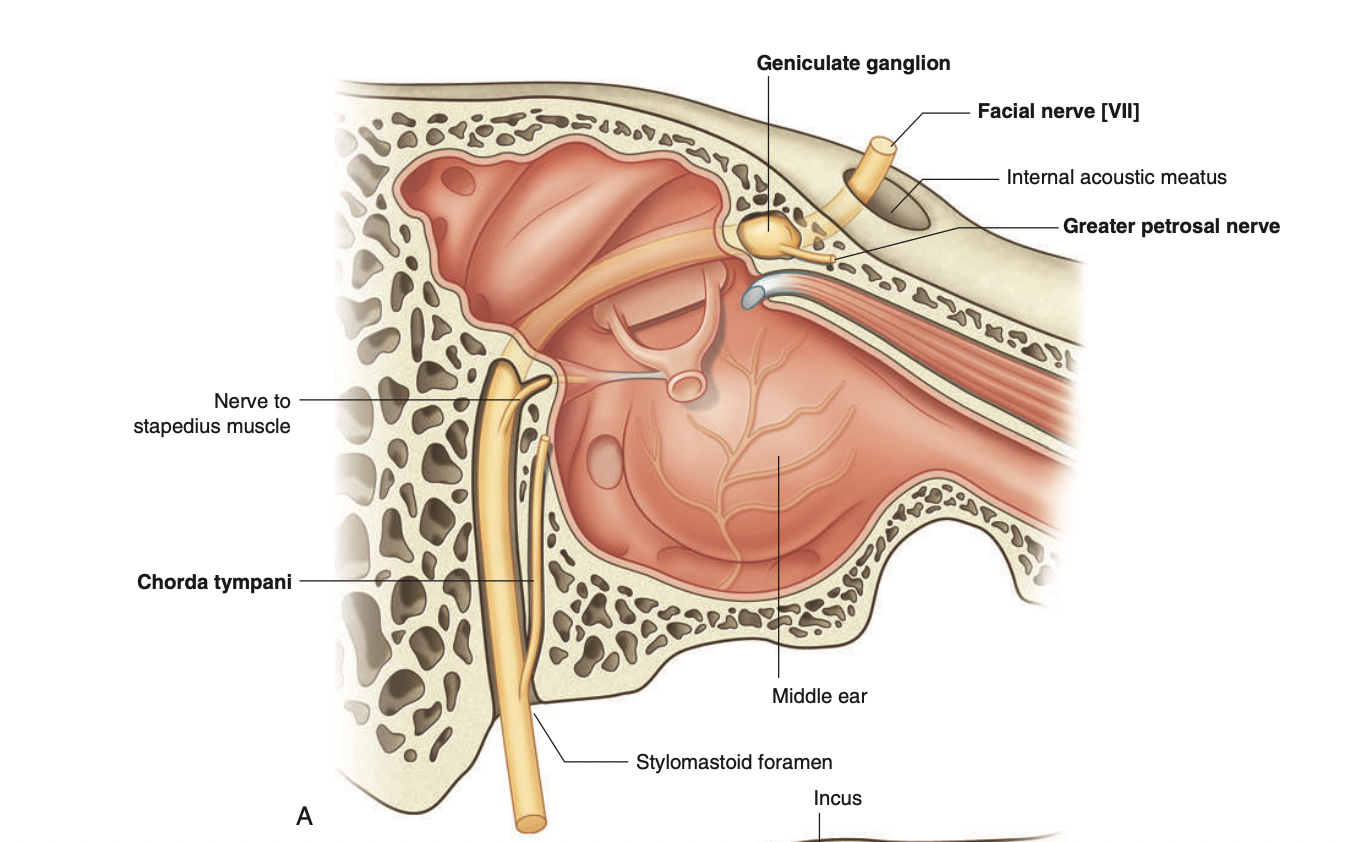 Geniculate ganglion
Facial nerve [VII]
Internal acoustic meatus
Greater petrosal nerve
Nerve to
stapedius muscle
Chorda tympani
Middle ear
Stylomastoid foramen
Incus
A